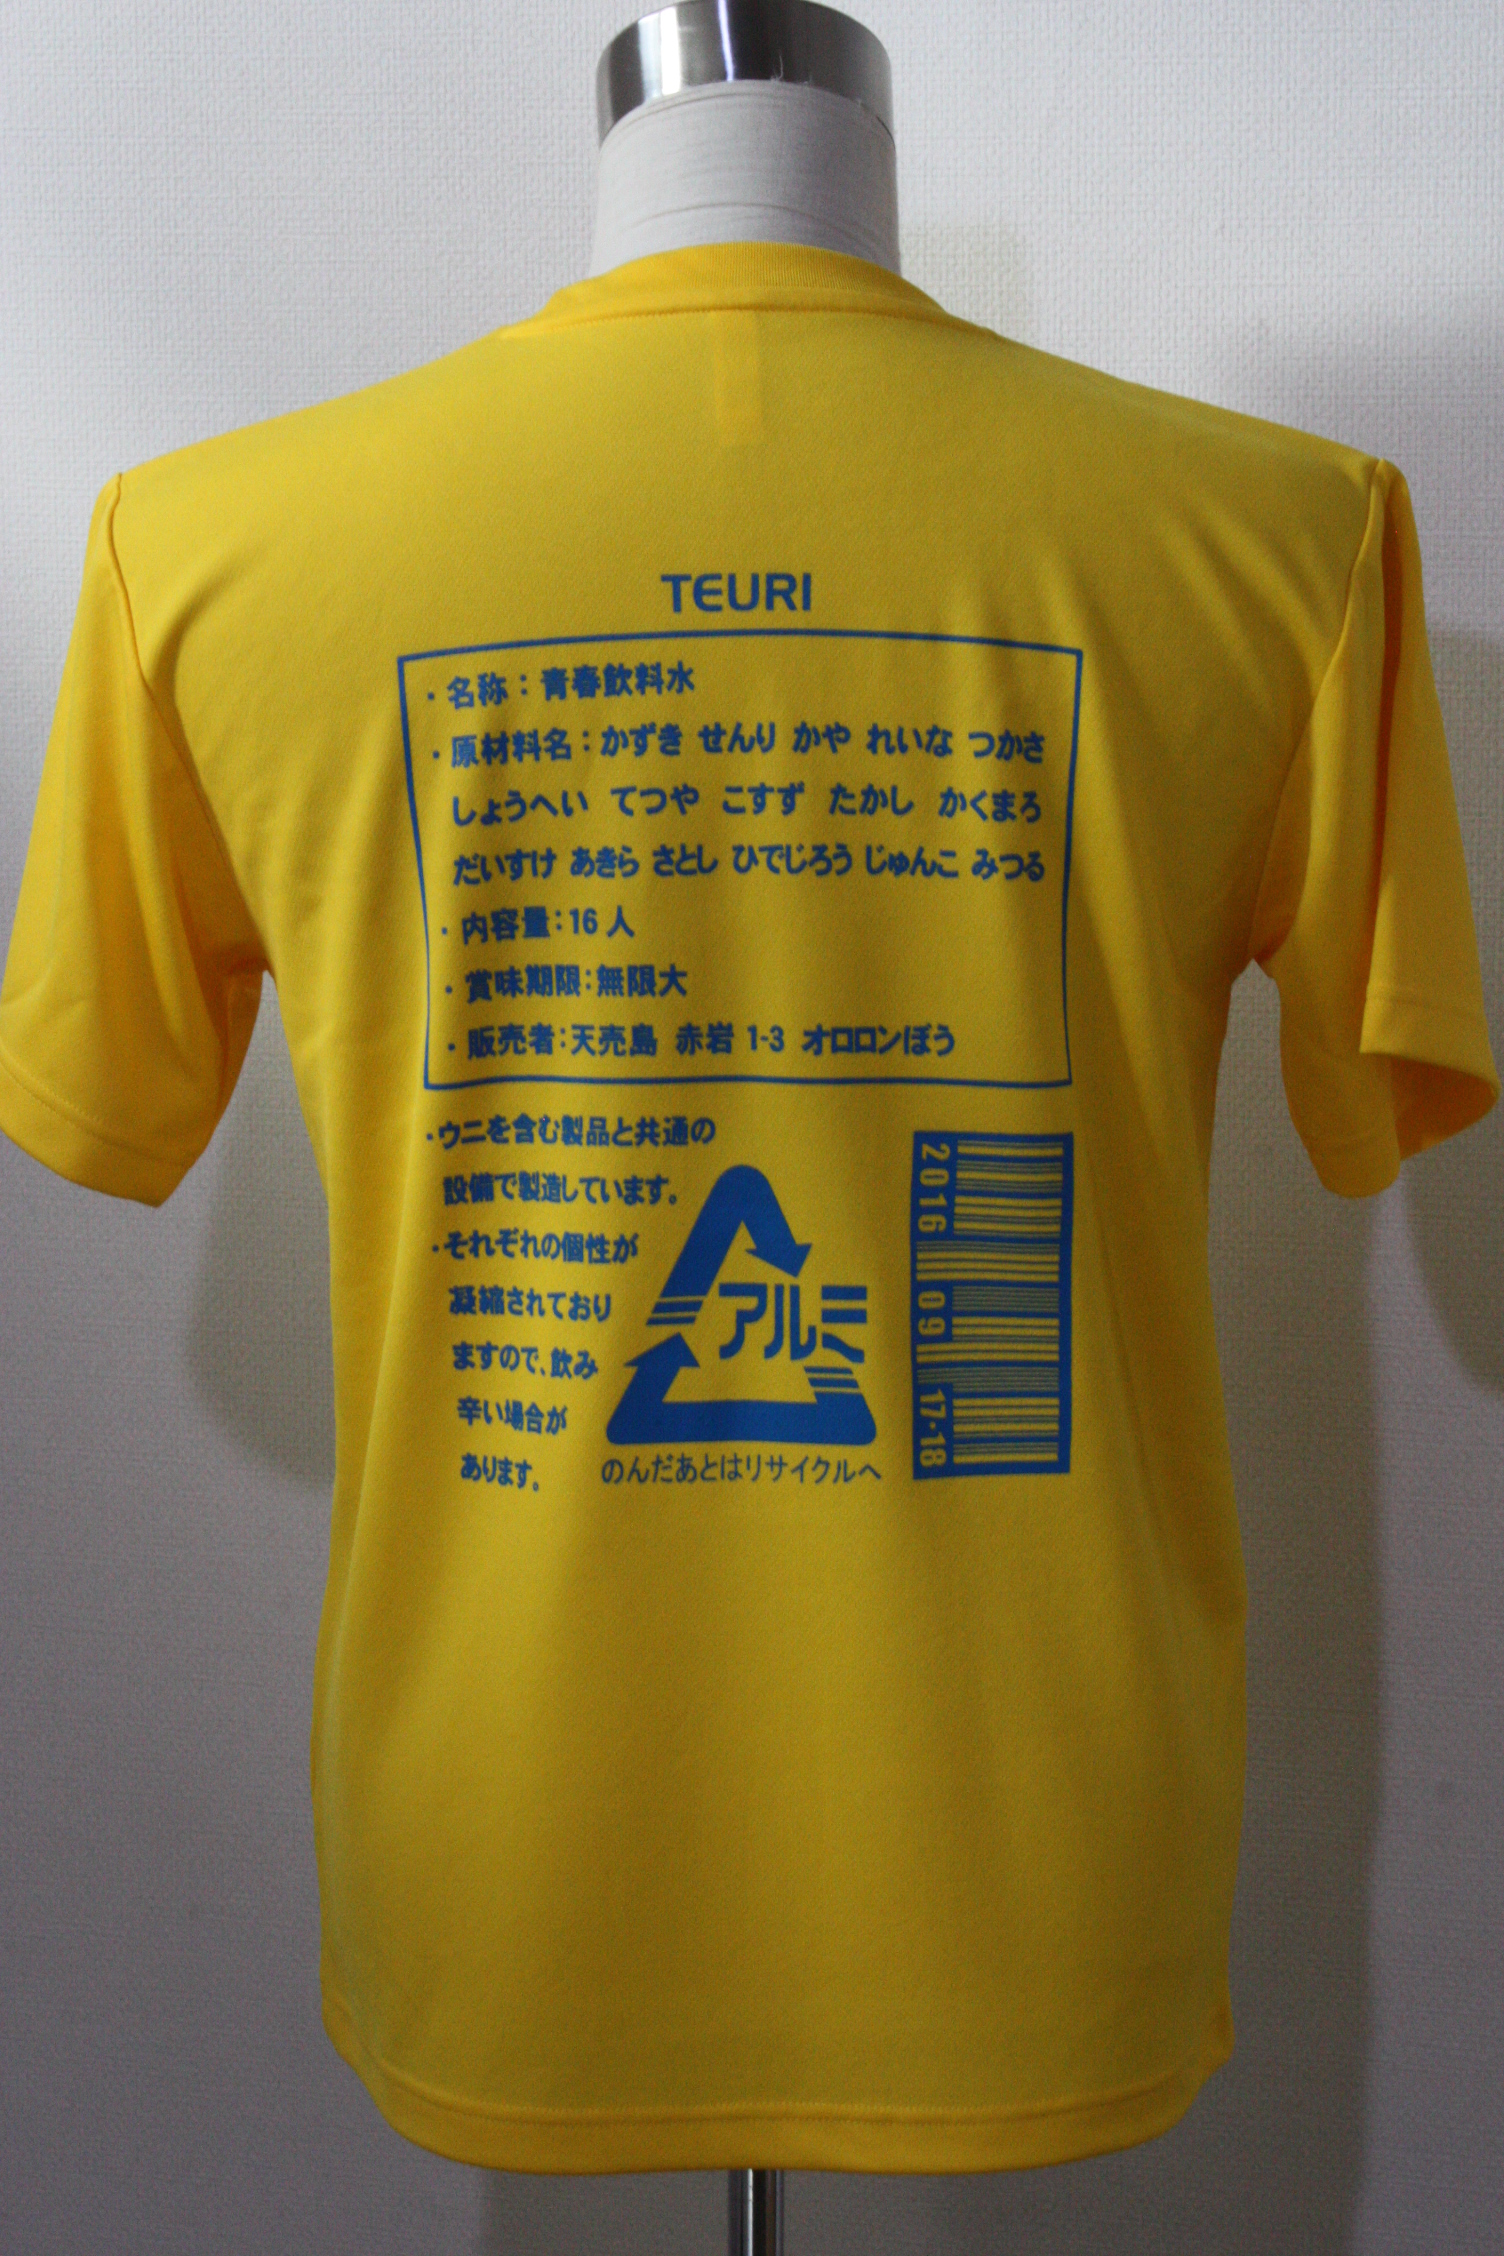 TEURI
・名称：青春飲料水
・原材料名：かずき せんり かや れいな つかさ
しょうへい てつや こすず たかし かくまろ
だいすけ あきら さとし ひでじろう じゅんこ みつる
・内容量：16人
・賞味期限：無限大
・販売者：天売島 赤岩 1-3 オロロンぼう
・ウニを含む製品と共通の
設備で製造しています。
・それぞれの個性が
凝縮されており
ますので、飲み
辛い場合が
あります。
アルミ
のんだあとはリサイクルへ
2016 09 17・18